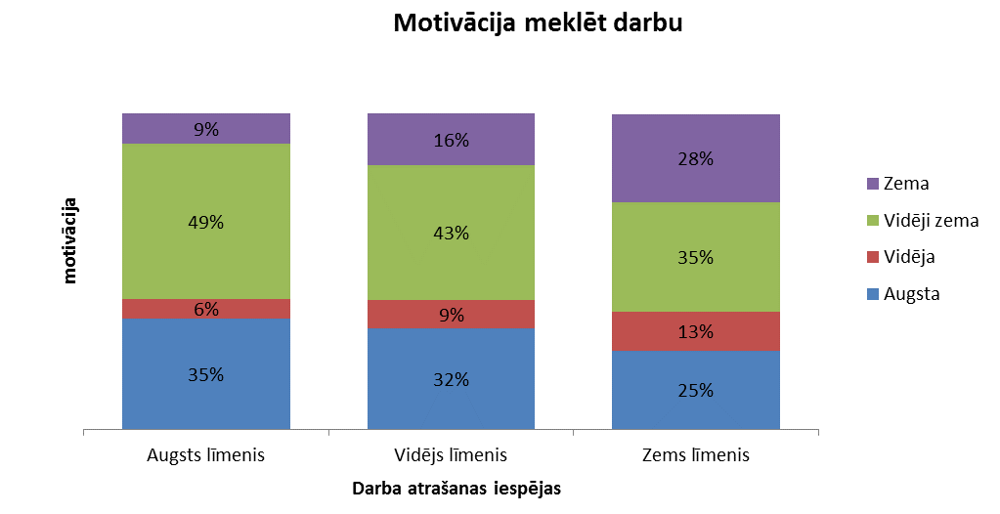 Motivācija meklēt darbu
motivācija
9%
49%
6%
35%
16%
43%
9%
32%
28%
35%
13%
25%
Zema
Vidēji zema
Vidēja
Augsta
Augsts līmenis
Vidējs līmenis
Zems līmenis
Darba atrašanas iespējas